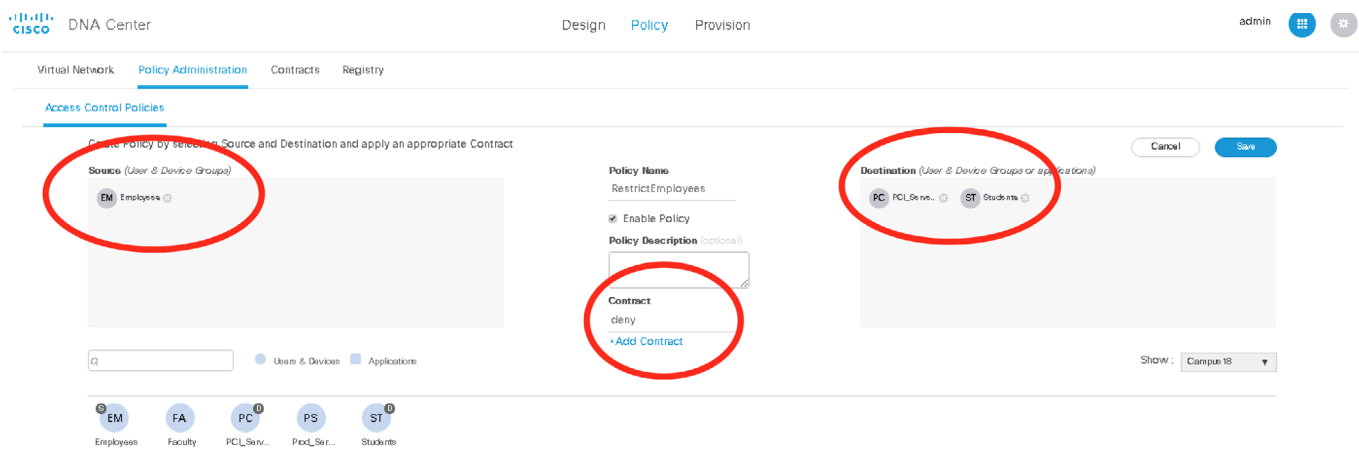 CISCO DNA Center Design Policy Provision admin
Virtual Network Policy Administration Contracts Registry
Access Control Policies
Create Policy by selecting Source and Destination and apply an appropriate Contract
Cancel Save
Source (User & Device Groups)
EM Employees
Policy Name
RestrictEmployees
Enable Policy
Policy Description (optional)
Contract
deny
+Add Contract
Destination (User & Device Groups or applications)
PC PCI_Serve.. ST Students
Users & Devices Applications
Show : Campus18
S EM FA PC D PS ST D
Employees Faculty PCI_Serv... Prod_Ser... Students